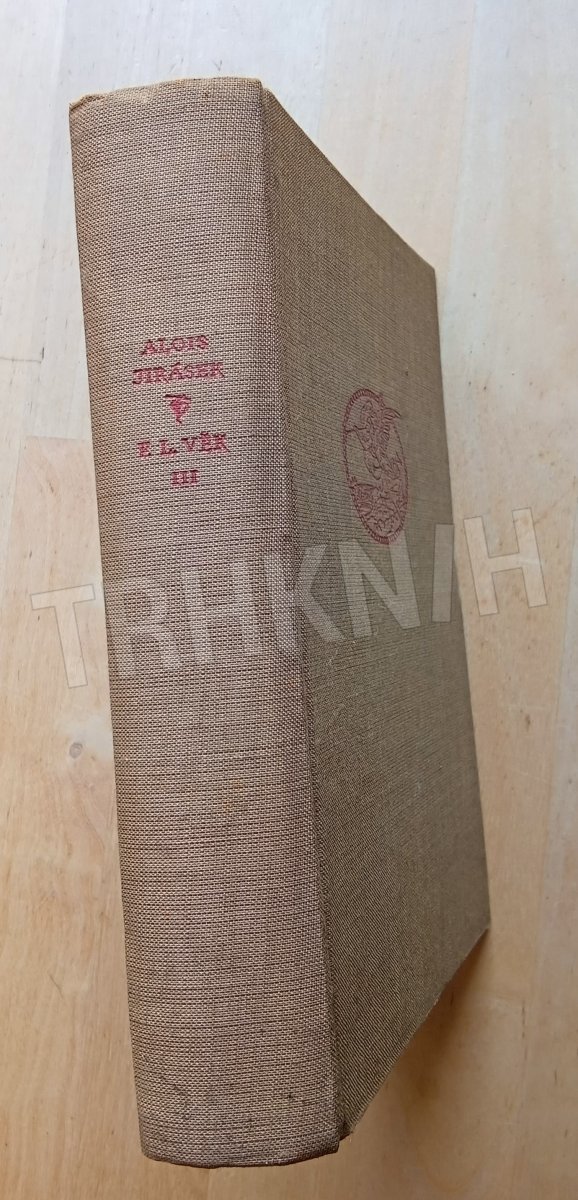 ALOIS
JIRÁSEK
F. L. VĚK
III
TRHKNIH